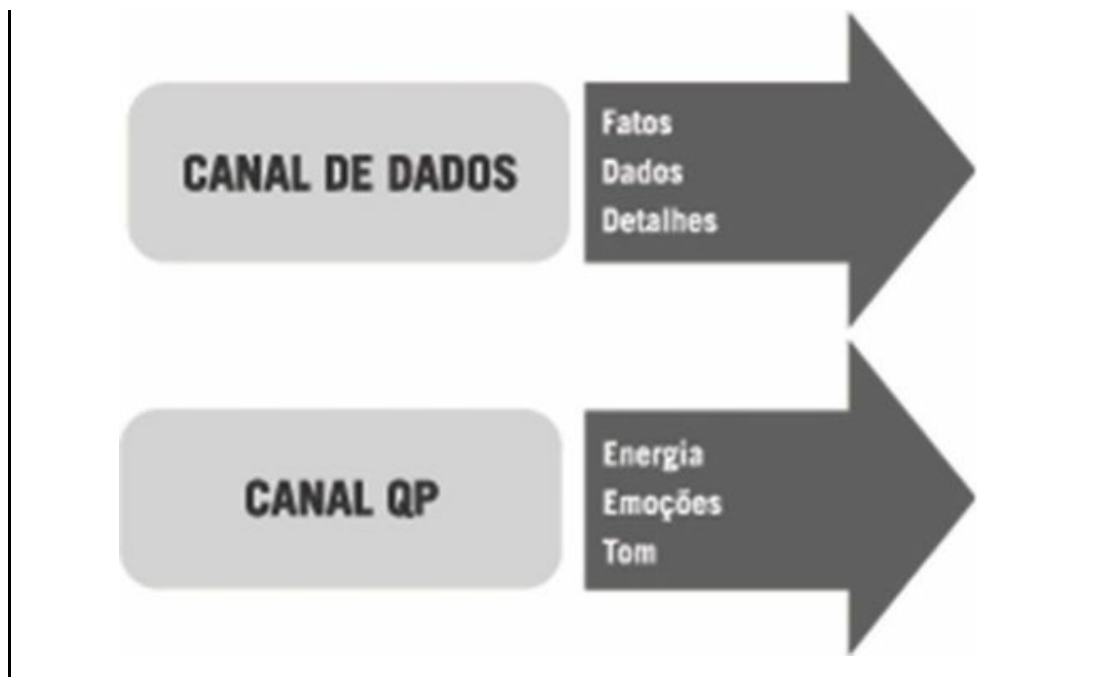 CANAL DE DADOS
Fatos
Dados
Detalhes
CANAL QP
Energia
Emoções
Tom